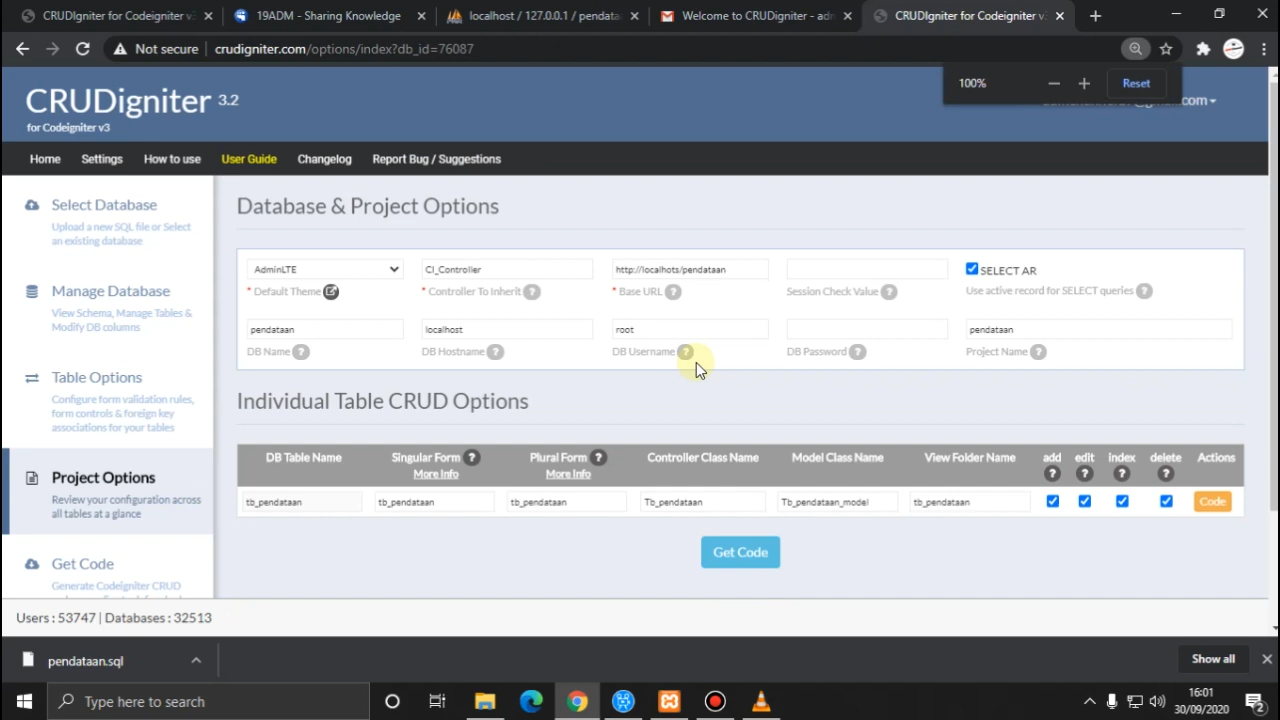 CRUDIgniter for Codeigniter v
19ADM - Sharing Knowledge
localhost / 127.0.0.1 / pendata
Welcome to CRUDigniter - adm
CRUDIgniter for Codeigniter v
Not secure | crudigniter.com/options/index?db_id=76087
100%
Reset
CRUDigniter 3.2
for Codeigniter v3
Home Settings How to use User Guide Changelog Report Bug / Suggestions
Select Database
Upload a new SQL file or Select
an existing database
Manage Database
View Schema, Manage Tables &
Modify DB columns
Table Options
Configure form validation rules,
form controls & foreign key
associations for your tables
Project Options
Review your configuration across
all tables at a glance
Get Code
Generate Codeigniter CRUD
Database & Project Options
AdminLTE CI_Controller http://localhots/pendataan SELECT AR
* Default Theme * Controller To Inherit ? * Base URL ? Session Check Value ? Use active record for SELECT queries ?
pendataan localhost root pendataan
DB Name ? DB Hostname ? DB Username ? DB Password ? Project Name ?
Individual Table CRUD Options
DB Table Name Singular Form ? More Info Plural Form ? More Info Controller Class Name Model Class Name View Folder Name add ? edit ? index ? delete ? Actions
tb_pendataan tb_pendataan tb_pendataan Tb_pendataan Tb_pendataan_model tb_pendataan Code
Get Code
Users : 53747 | Databases : 32513
pendataan.sql
Show all
Type here to search
16:01
30/09/2020
2